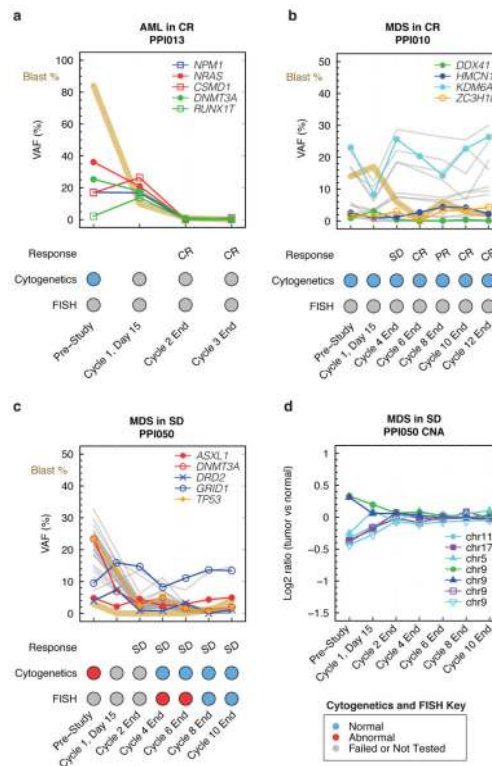 a
AML in CR
PPI013
Blast %
NPM1
NRAS
CSMD1
DNMT3A
RUNX1T
VAF (%)
100
80
60
40
20
0
Response
CR
CR
Cytogenetics
FISH
Pre–Study
Cycle 1, Day 15
Cycle 2 End
Cycle 3 End
b
MDS in CR
PPI010
Blast %
DDX41
HMCN1
KDM6A
ZC3H18
VAF (%)
50
40
30
20
10
0
Response
SD
CR
PR
CR
CR
Cytogenetics
FISH
Pre–Study
Cycle 1, Day 15
Cycle 4 End
Cycle 6 End
Cycle 8 End
Cycle 10 End
Cycle 12 End
c
MDS in SD
PPI050
Blast %
ASXL1
DNMT3A
DRD2
GRID1
TP53
VAF (%)
50
40
30
20
10
0
Response
SD
SD
SD
SD
SD
Cytogenetics
FISH
Pre–Study
Cycle 1, Day 15
Cycle 2 End
Cycle 4 End
Cycle 6 End
Cycle 8 End
Cycle 10 End
d
MDS in SD
PPI050 CNA
Log2 ratio (tumor vs normal)
1
0.5
0
−0.5
−1
−1.5
chr11
chr17
chr5
chr9
chr9
chr9
chr9
Pre–Study
Cycle 1, Day 15
Cycle 2 End
Cycle 4 End
Cycle 6 End
Cycle 8 End
Cycle 10 End
Cytogenetics and FISH Key
Normal
Abnormal
Failed or Not Tested